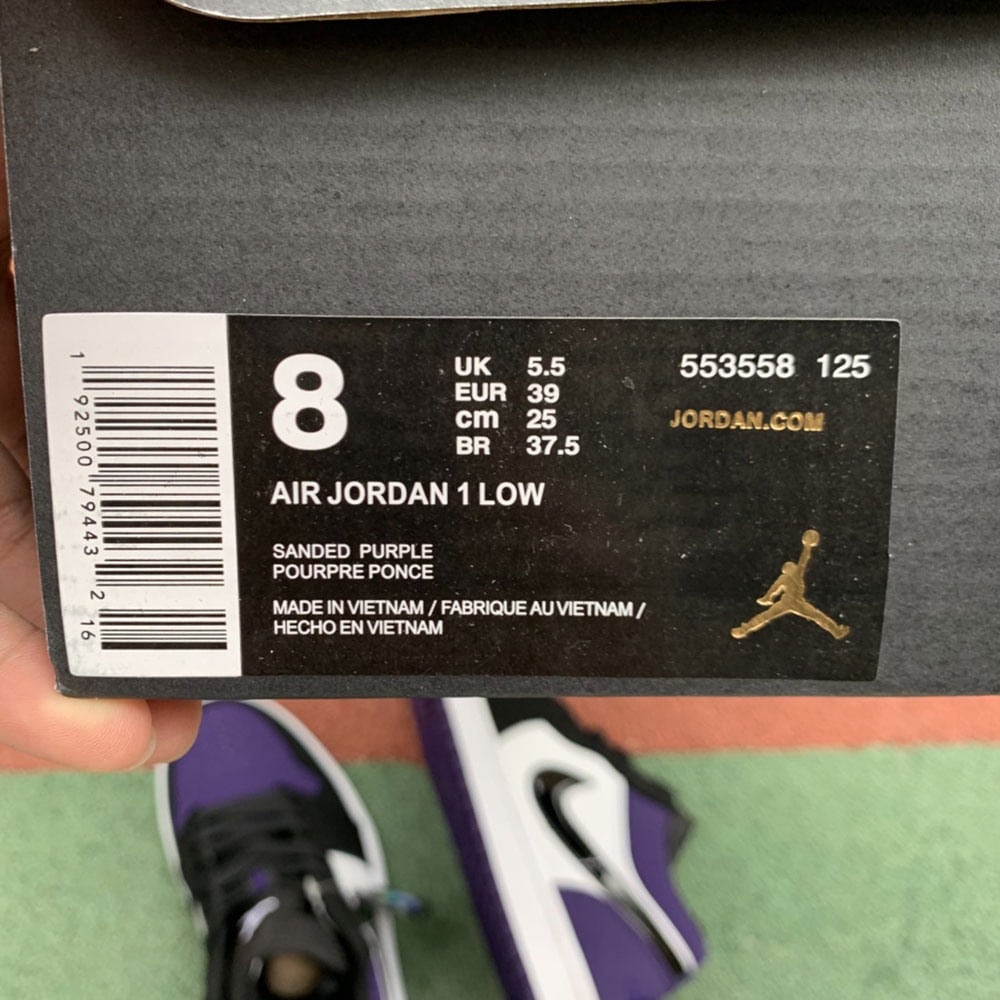 1 92500 79443 2 16
8
UK 5.5
EUR 39
cm 25
BR 37.5
553558 125
JORDAN.COM
AIR JORDAN 1 LOW
SANDED PURPLE
POURPRE PONCE
MADE IN VIETNAM / FABRIQUE AU VIETNAM /
HECHO EN VIETNAM